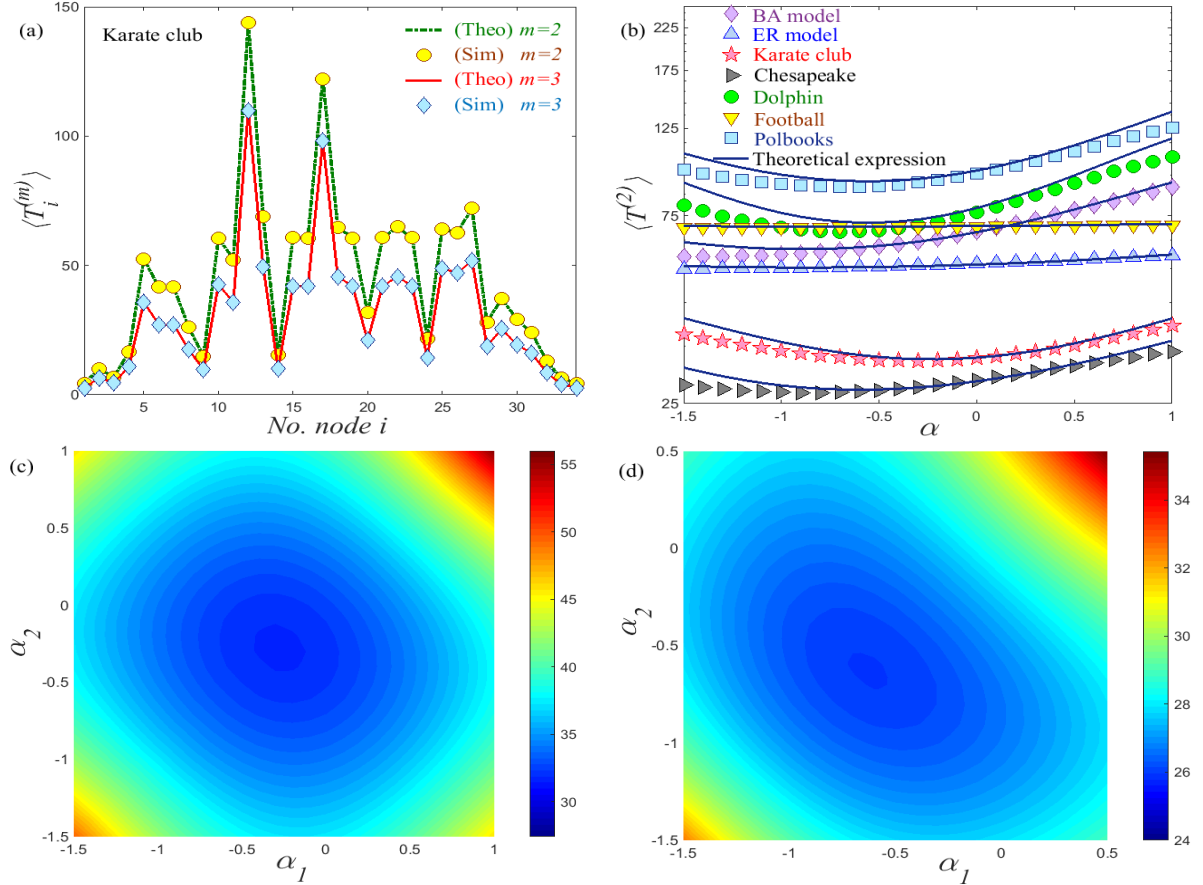 (a)
Karate club
(Theo) m=2
(Sim) m=2
(Theo) m=3
(Sim) m=3
⟨T_i^(m)⟩
150
100
50
0
5
10
15
20
25
30
No. node i
(b)
BA model
ER model
Karate club
Chesapeake
Dolphin
Football
Polbooks
Theoretical expression
⟨T^(2)⟩
225
175
125
75
25
-1.5
-1
-0.5
0
0.5
1
α
(c)
α_2
1
0.5
0
-0.5
-1
-1.5
-1.5
-1
-0.5
0
0.5
1
α_1
55
50
45
40
35
30
(d)
α_2
0.5
0
-0.5
-1
-1.5
-1.5
-1
-0.5
0
0.5
α_1
34
32
30
28
26
24